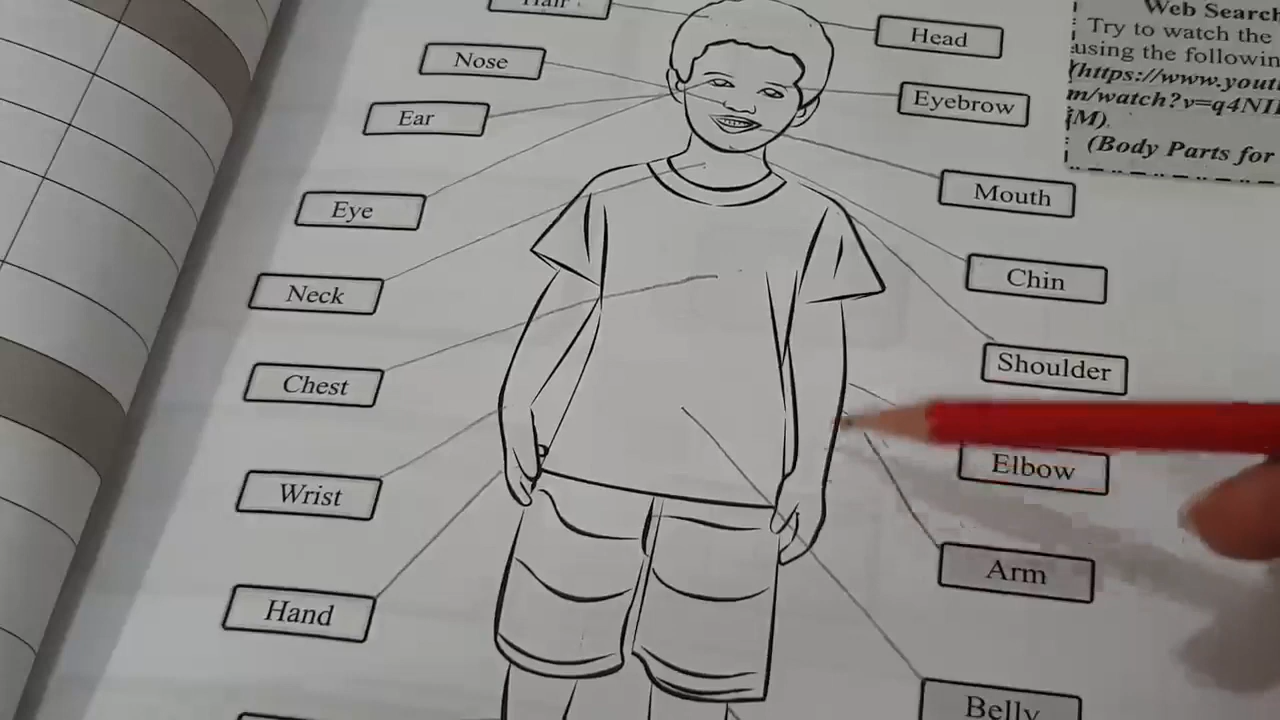 Hair
Nose
Ear
Eye
Neck
Chest
Wrist
Hand
Head
Eyebrow
Mouth
Chin
Shoulder
Elbow
Arm
Belly
Web Search
Try to watch the
using the followin
(https://www.yout
m/watch?v=q4NI
M).
(Body Parts for